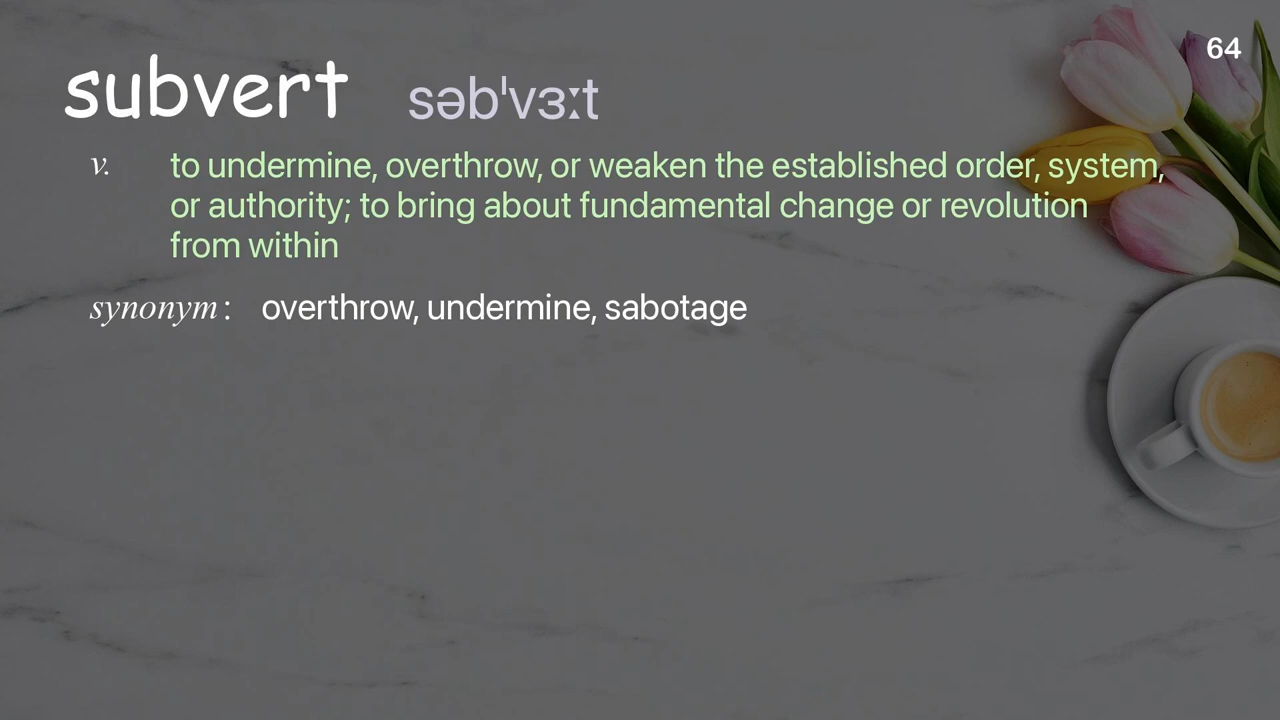 64
subvert səbˈvɜːt
v. to undermine, overthrow, or weaken the established order, system,
or authority; to bring about fundamental change or revolution
from within
synonym : overthrow, undermine, sabotage